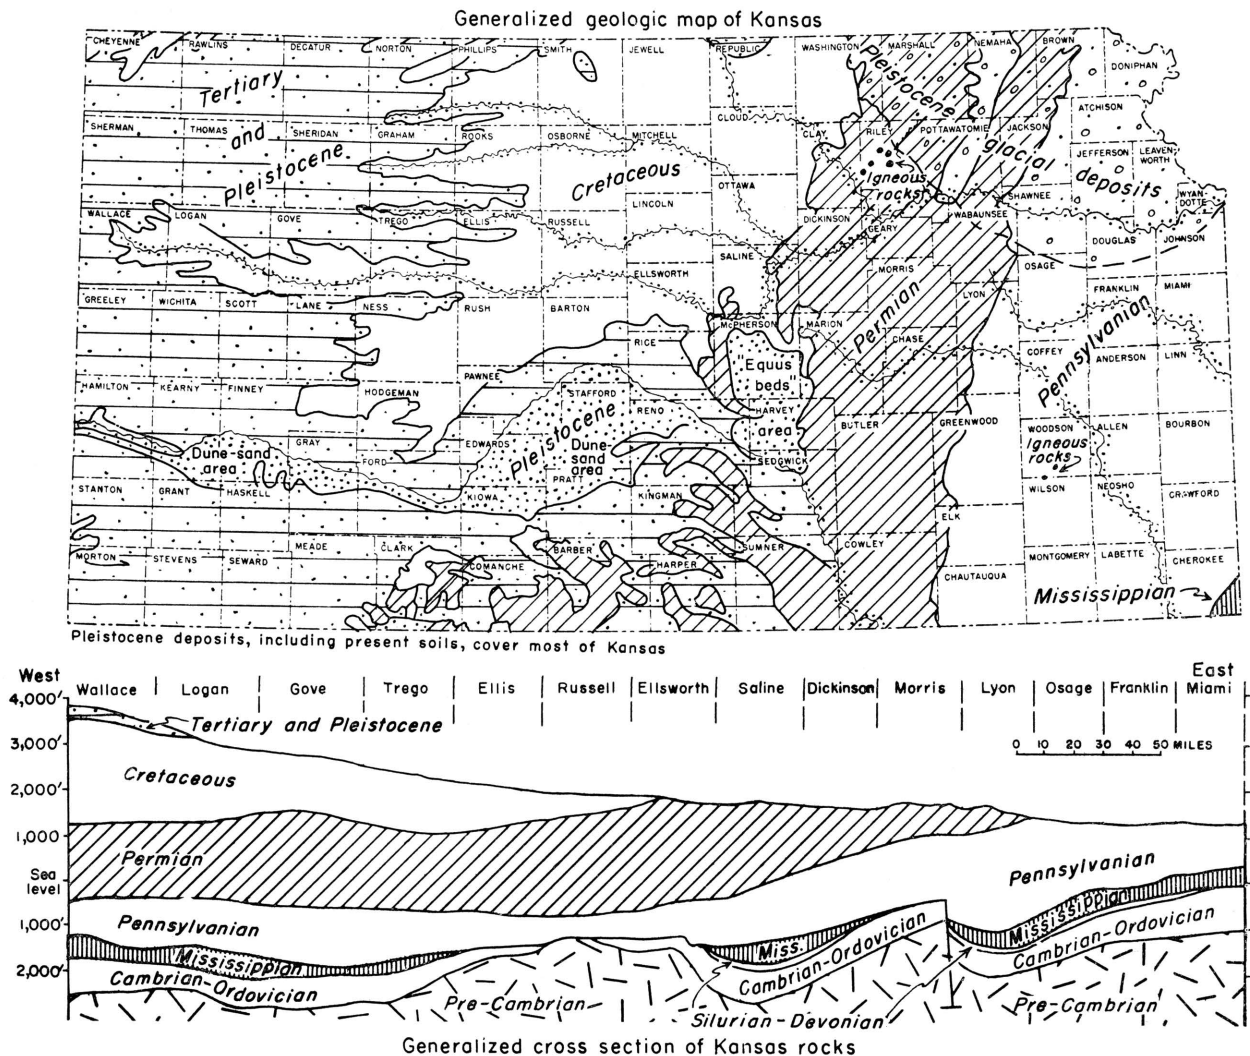 Generalized geologic map of Kansas
CHEYENNE RAWLINS DECATUR NORTON PHILLIPS SMITH JEWELL REPUBLIC WASHINGTON MARSHALL NEMAHA BROWN
DONIPHAN
Tertiary
and
Pleistocene
Pleistocene
glacial
deposits
ATCHISON
CLOUD
SHERMAN THOMAS SHERIDAN GRAHAM ROOKS OSBORNE MITCHELL CLAY RILEY POTTAWATOMIE JACKSON
JEFFERSON LEAVEN-
WORTH
Cretaceous
Igneous
rocks
OTTAWA
LINCOLN
SHAWNEE WYAN-
DOTTE
WALLACE LOGAN GOVE TREGO ELLIS RUSSELL DICKINSON GEARY WABAUNSEE
DOUGLAS JOHNSON
SALINE
ELLSWORTH MORRIS OSAGE
FRANKLIN MIAMI
GREELEY WICHITA SCOTT LANE NESS RUSH BARTON LYON
McPHERSON MARION
Permian
Pennsylvanian
RICE CHASE
COFFEY ANDERSON LINN
Equus
beds
area
PAWNEE
HAMILTON KEARNY FINNEY HODGEMAN STAFFORD
RENO HARVEY
BUTLER GREENWOOD WOODSON ALLEN BOURBON
Pleistocene
Dune-
sand
area
GRAY EDWARDS
Dune-sand
area
FORD SEDGWICK
Igneous
rocks
PRATT
STANTON GRANT HASKELL KIOWA KINGMAN
WILSON NEOSHO CRAWFORD
ELK
MORTON STEVENS SEWARD MEADE CLARK COMANCHE BARBER HARPER SUMNER COWLEY
MONTGOMERY LABETTE CHEROKEE
CHAUTAUQUA
Mississippian
Pleistocene deposits, including present soils, cover most of Kansas
West
East
Wallace Logan Gove Trego Ellis Russell Ellsworth Saline Dickinson Morris Lyon Osage Franklin Miami
4,000'
Tertiary and Pleistocene
3,000'
0 10 20 30 40 50 MILES
Cretaceous
2,000'
1,000
Permian
Pennsylvanian
Sea
level
1,000'
Pennsylvanian
Mississippian
Miss.
Mississippian
2,000'
Cambrian-Ordovician
Cambrian-Ordovician
Cambrian-Ordovician
Pre-Cambrian
Silurian-Devonian
Pre-Cambrian
Generalized cross section of Kansas rocks